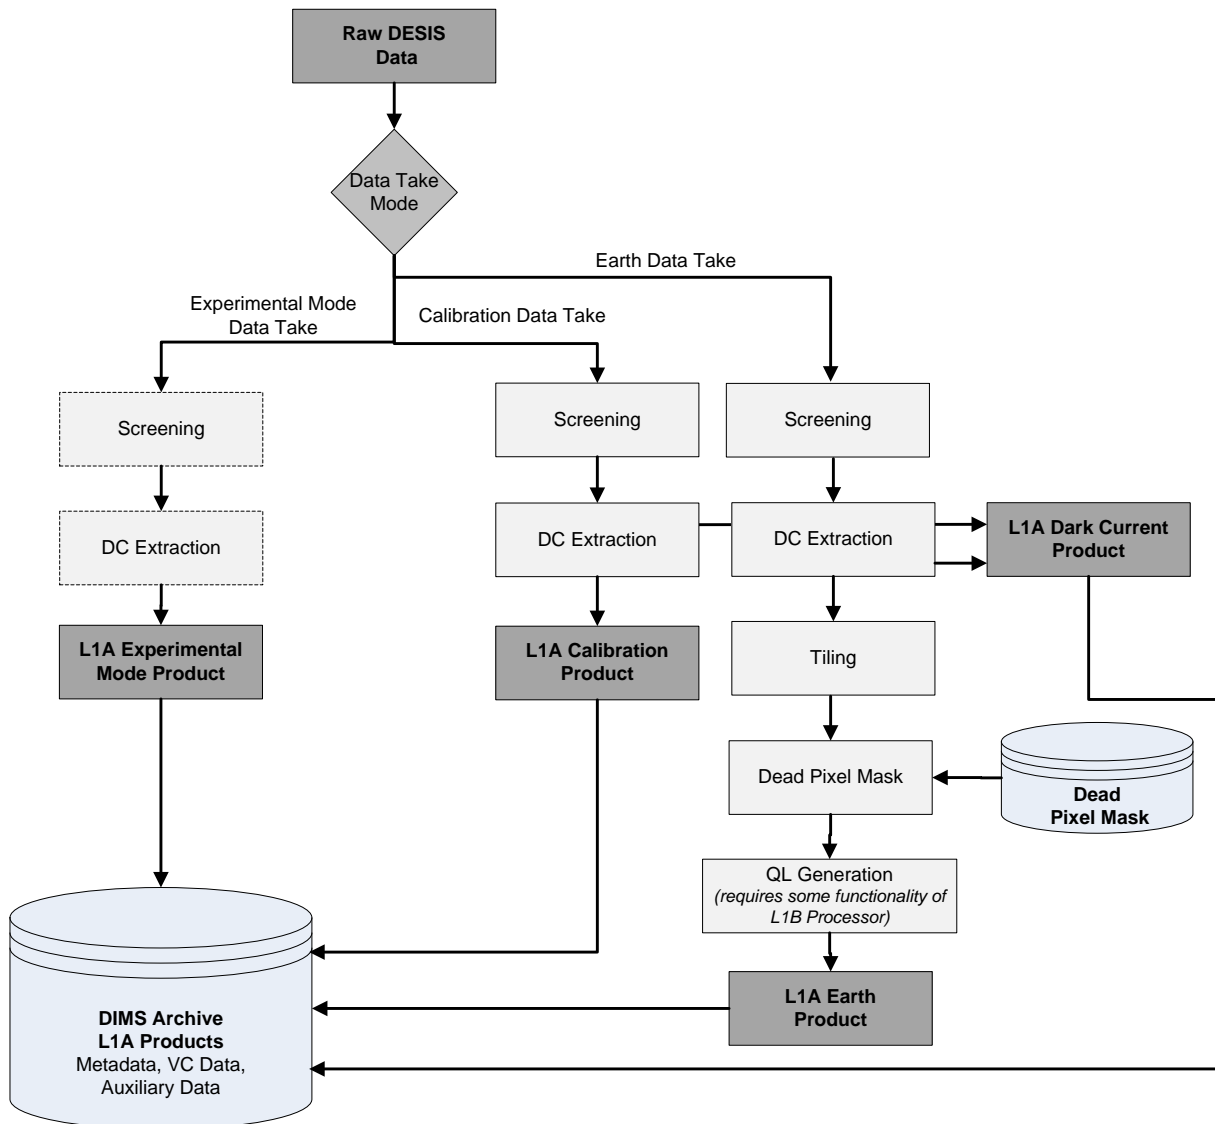 Raw DESIS
Data
Data Take
Mode
Earth Data Take
Experimental Mode
Data Take
Calibration Data Take
Screening
Screening
Screening
DC Extraction
DC Extraction
DC Extraction
L1A Dark Current
Product
L1A Experimental
Mode Product
L1A Calibration
Product
Tiling
Dead Pixel Mask
Dead
Pixel Mask
QL Generation
(requires some functionality of
L1B Processor)
L1A Earth
Product
DIMS Archive
L1A Products
Metadata, VC Data,
Auxiliary Data